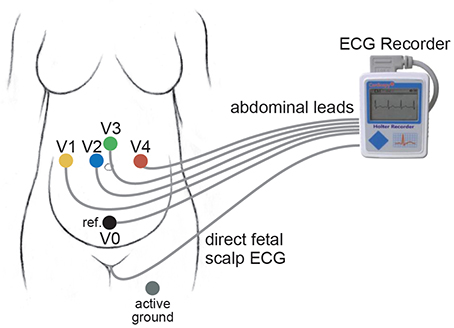 ECG Recorder
abdominal leads
Holter Recorder
V3
V1
V2
V4
ref.
V0
direct fetal
scalp ECG
active
ground